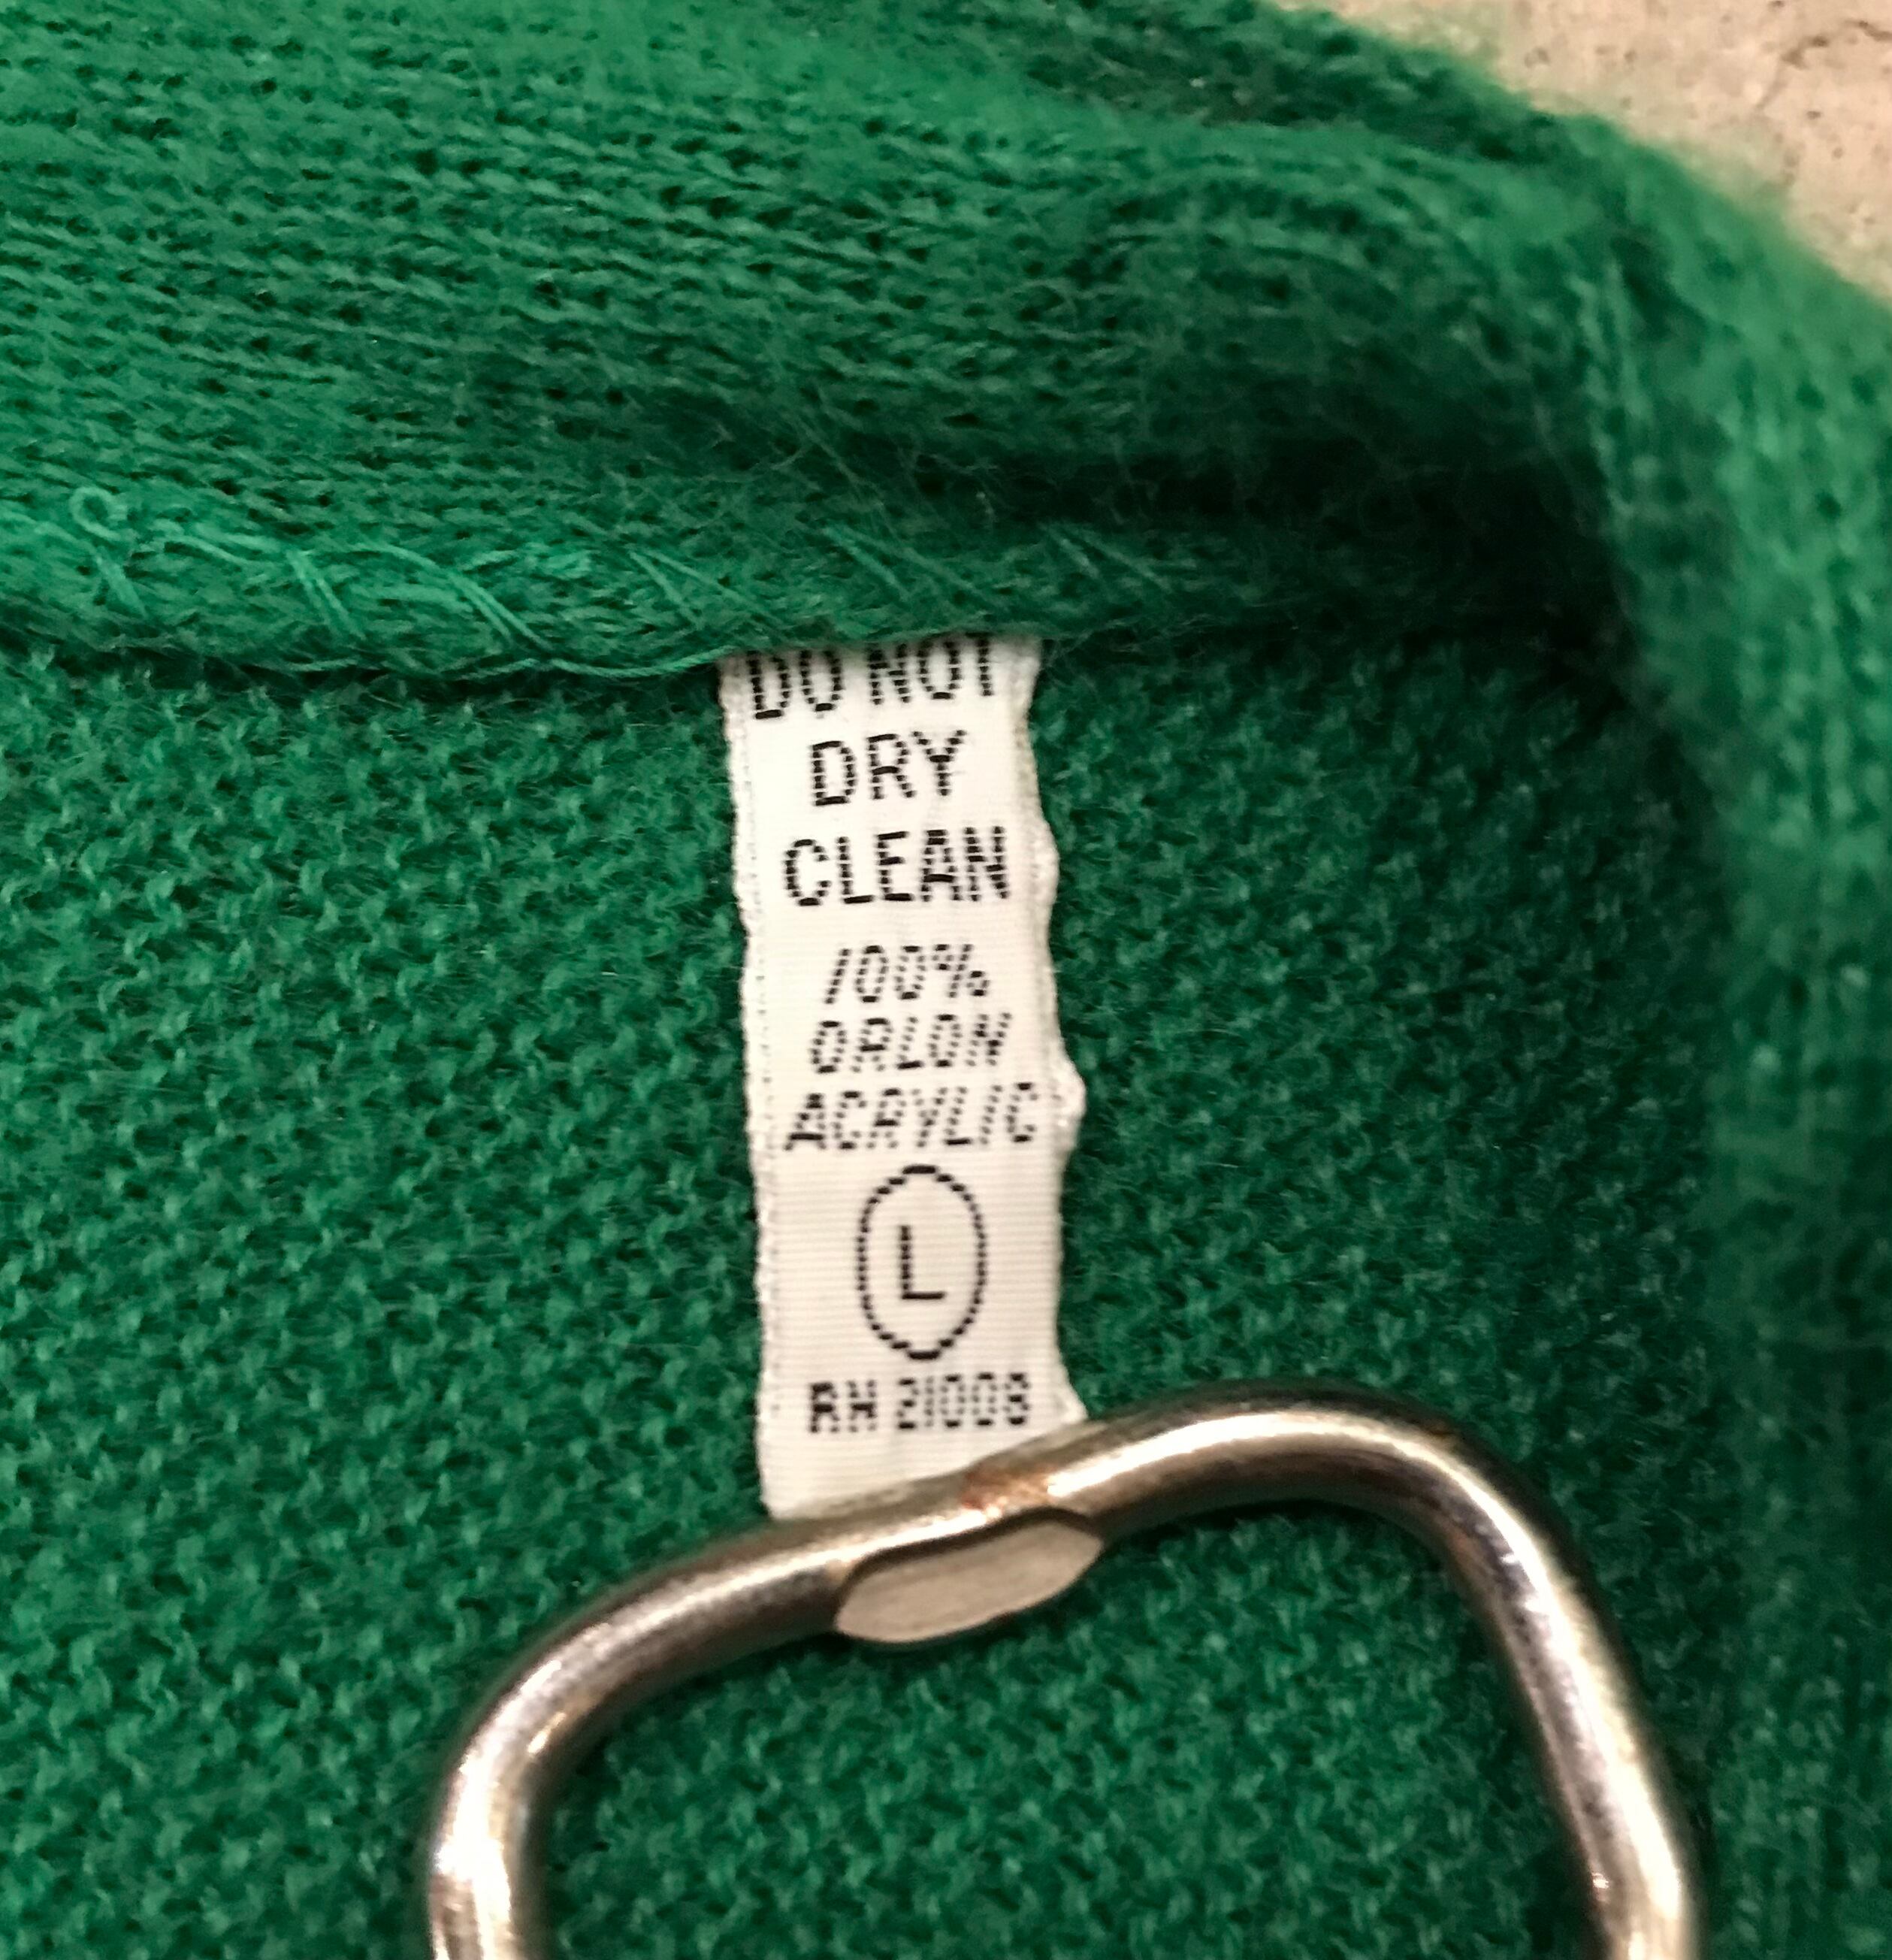 DO NOT
DRY
CLEAN
100%
ORLON
ACRYLIC
L
RN 21008